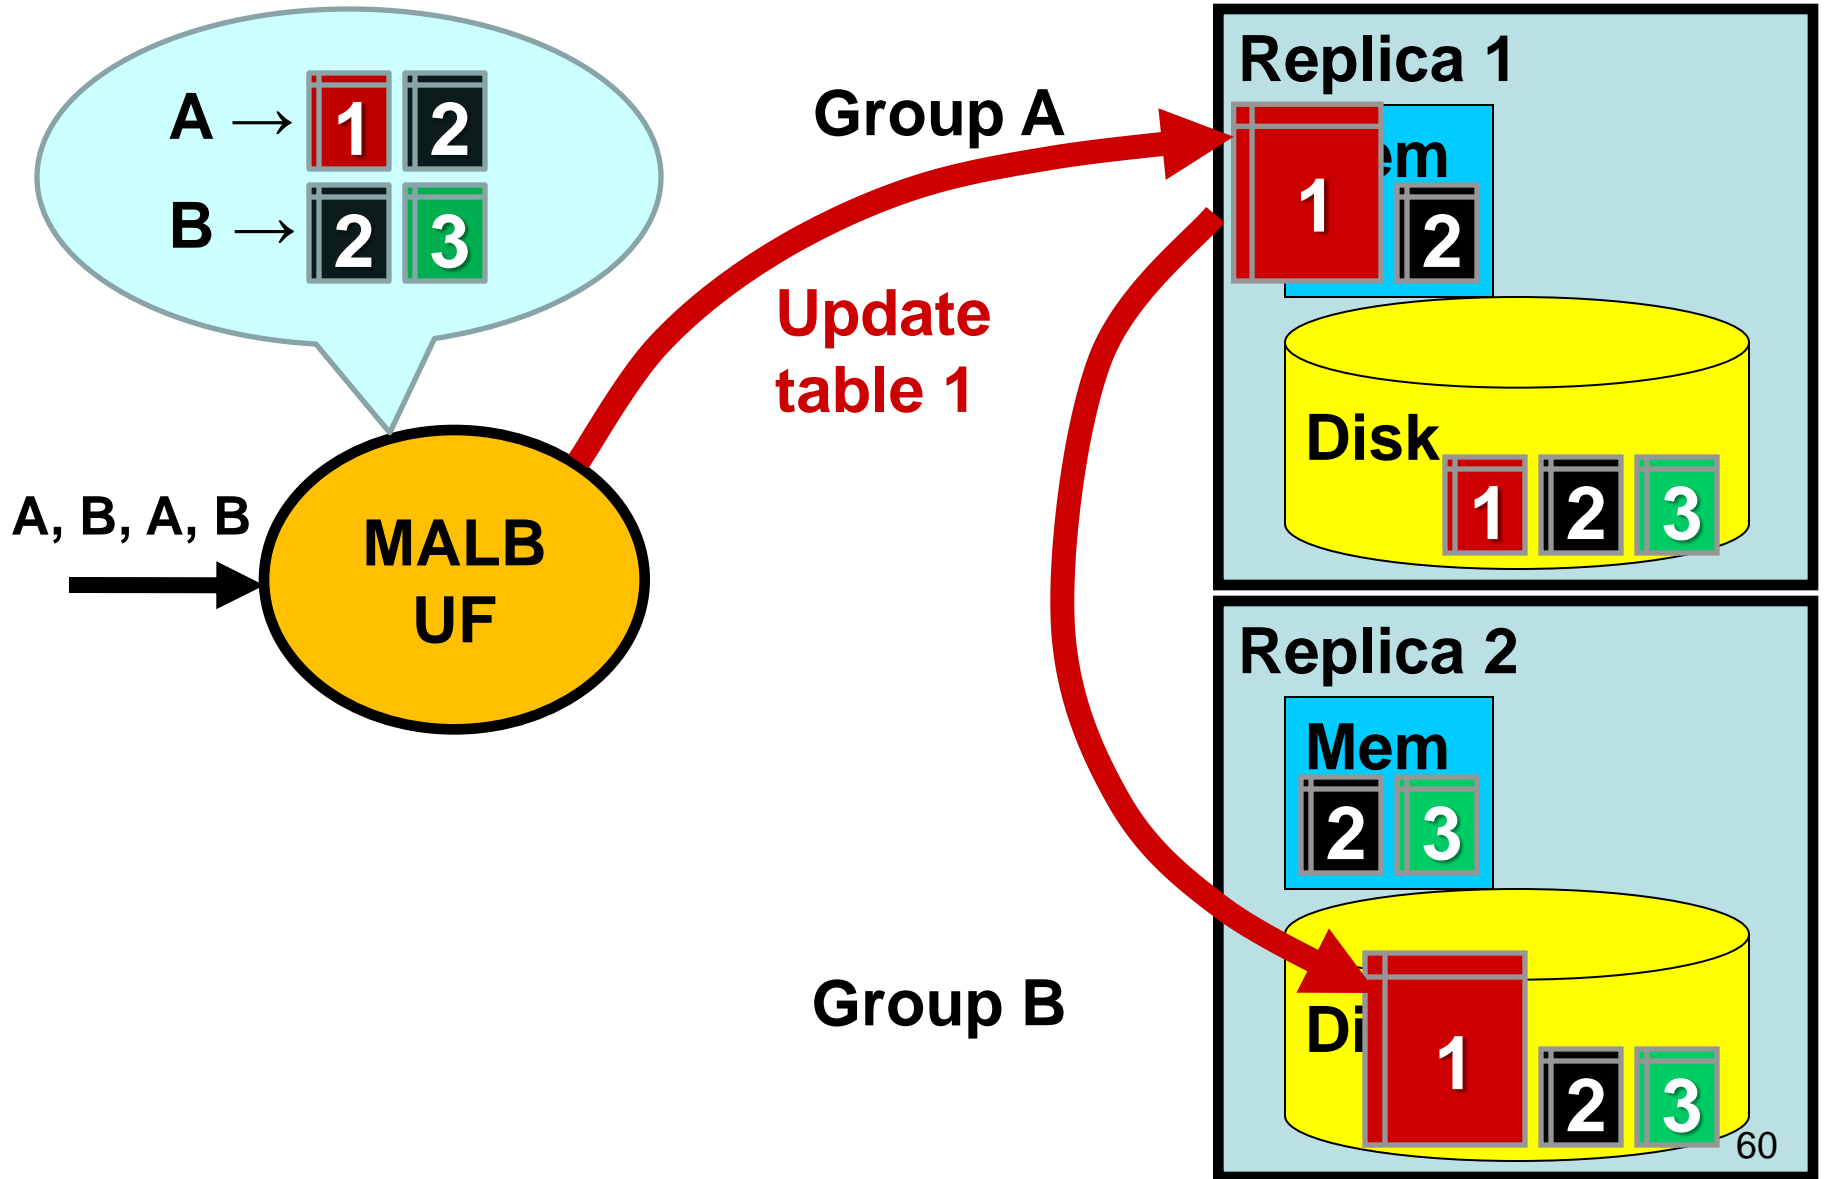 A → 1 2
B → 2 3
A, B, A, B
MALB
UF
Group A
Update
table 1
Group B
Replica 1
em
1 2
Disk
1 2 3
Replica 2
Mem
2 3
Di
1 2 3
60